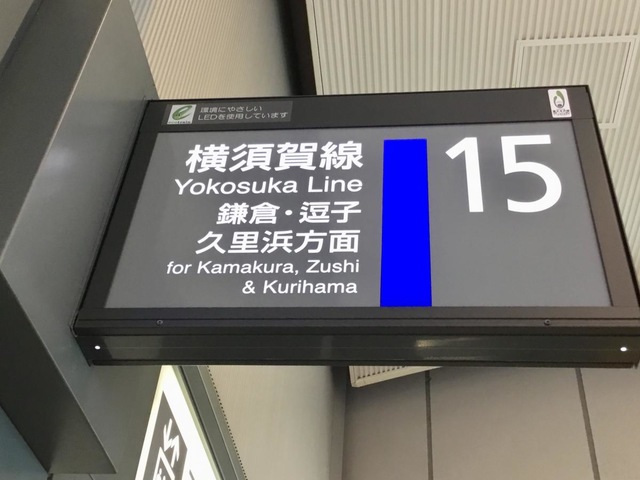 環境にやさしい
LEDを使用しています
横須賀線
Yokosuka Line
鎌倉・逗子
久里浜方面
for Kamakura, Zushi
& Kurihama
15